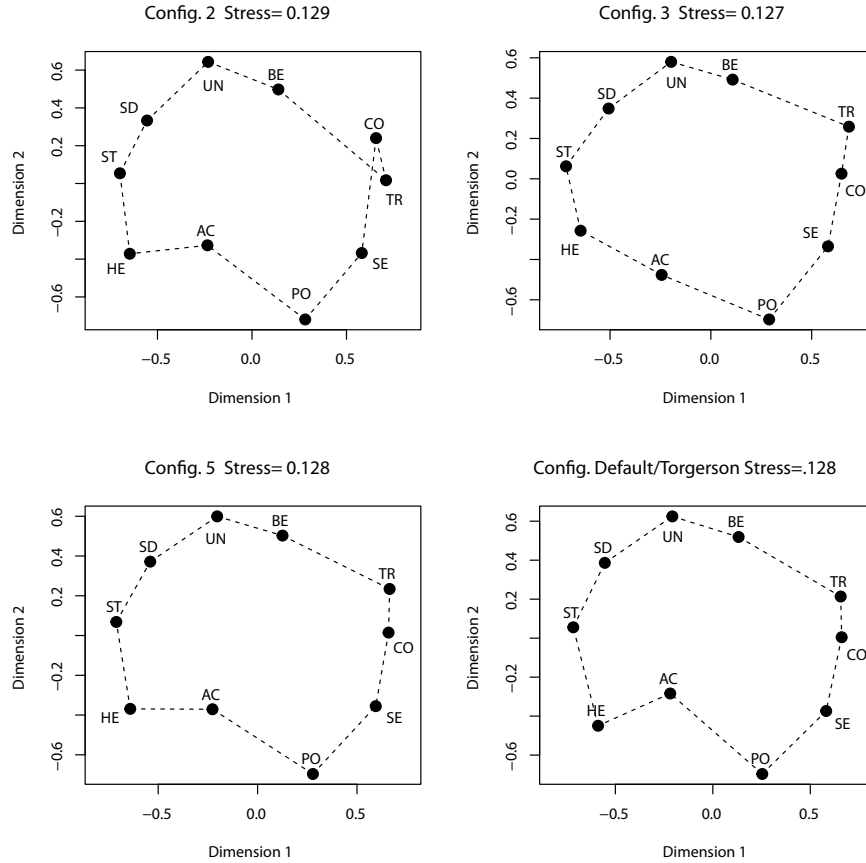 Config. 2  Stress= 0.129
Dimension 2
0.6
0.2
−0.2
−0.6
UN
BE
SD
CO
ST
TR
AC
HE
SE
PO
−0.5
0.0
0.5
Dimension 1
Config. 3  Stress= 0.127
Dimension 2
0.6
0.4
0.2
0.0
−0.2
−0.6
BE
UN
SD
TR
ST
CO
SE
HE
AC
PO
−0.5
0.0
0.5
Dimension 1
Config. 5  Stress= 0.128
Dimension 2
0.6
0.4
0.2
−0.2
−0.6
BE
UN
SD
TR
ST
CO
AC
HE
SE
PO
−0.5
0.0
0.5
Dimension 1
Config. Default/Torgerson Stress=.128
Dimension 2
0.6
0.2
−0.2
−0.6
BE
UN
SD
TR
ST
CO
AC
HE
SE
PO
−0.5
0.0
0.5
Dimension 1